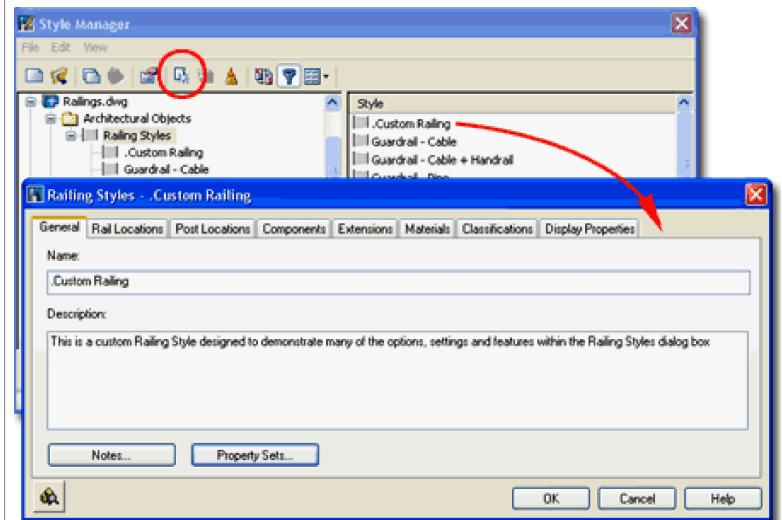 Style Manager
File Edit View
Railings.dwg
Architectural Objects
Railing Styles
.Custom Railing
Guardrail - Cable
Style
.Custom Railing
Guardrail - Cable
Guardrail - Cable + Handrail
Railing Styles - .Custom Railing
General Rail Locations Post Locations Components Extensions Materials Classifications Display Properties
Name:
.Custom Railing
Description:
This is a custom Railing Style designed to demonstrate many of the options, settings and features within the Railing Styles dialog box
Notes... Property Sets...
OK Cancel Help